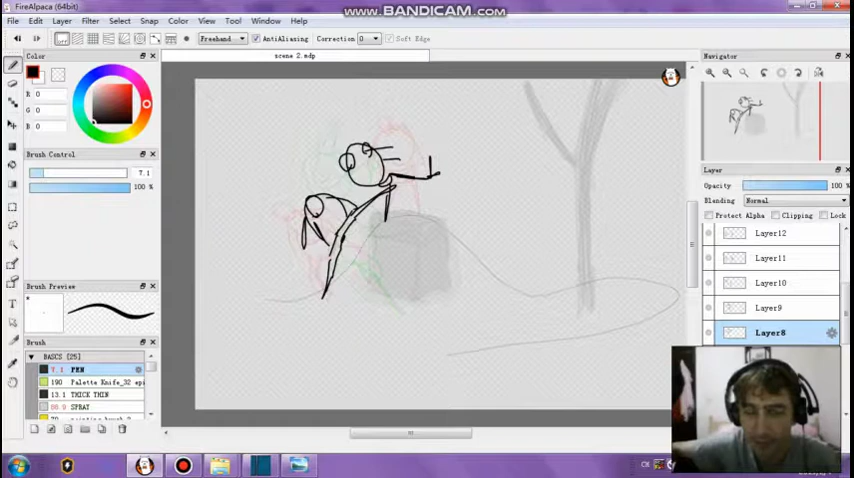 FireAlpaca (64bit)
www.BANDICAM.com
File Edit Layer Filter Select Snap Color View Tool Window Help
Freehand AntiAliasing Correction 0 Soft Edge
Color
scene 2.mdp
Navigator
R 0
G 0
B 0
Brush Control
7.1
100 %
Layer
Opacity 100 %
Blending Normal
Protect Alpha Clipping Lock
Layer12
Layer11
Layer10
Layer9
Layer8
Brush Preview
Brush
BASICS [25]
7.1 PEN
190 Palette Knife_32 epi
13.1 THICK THIN
SPRAY